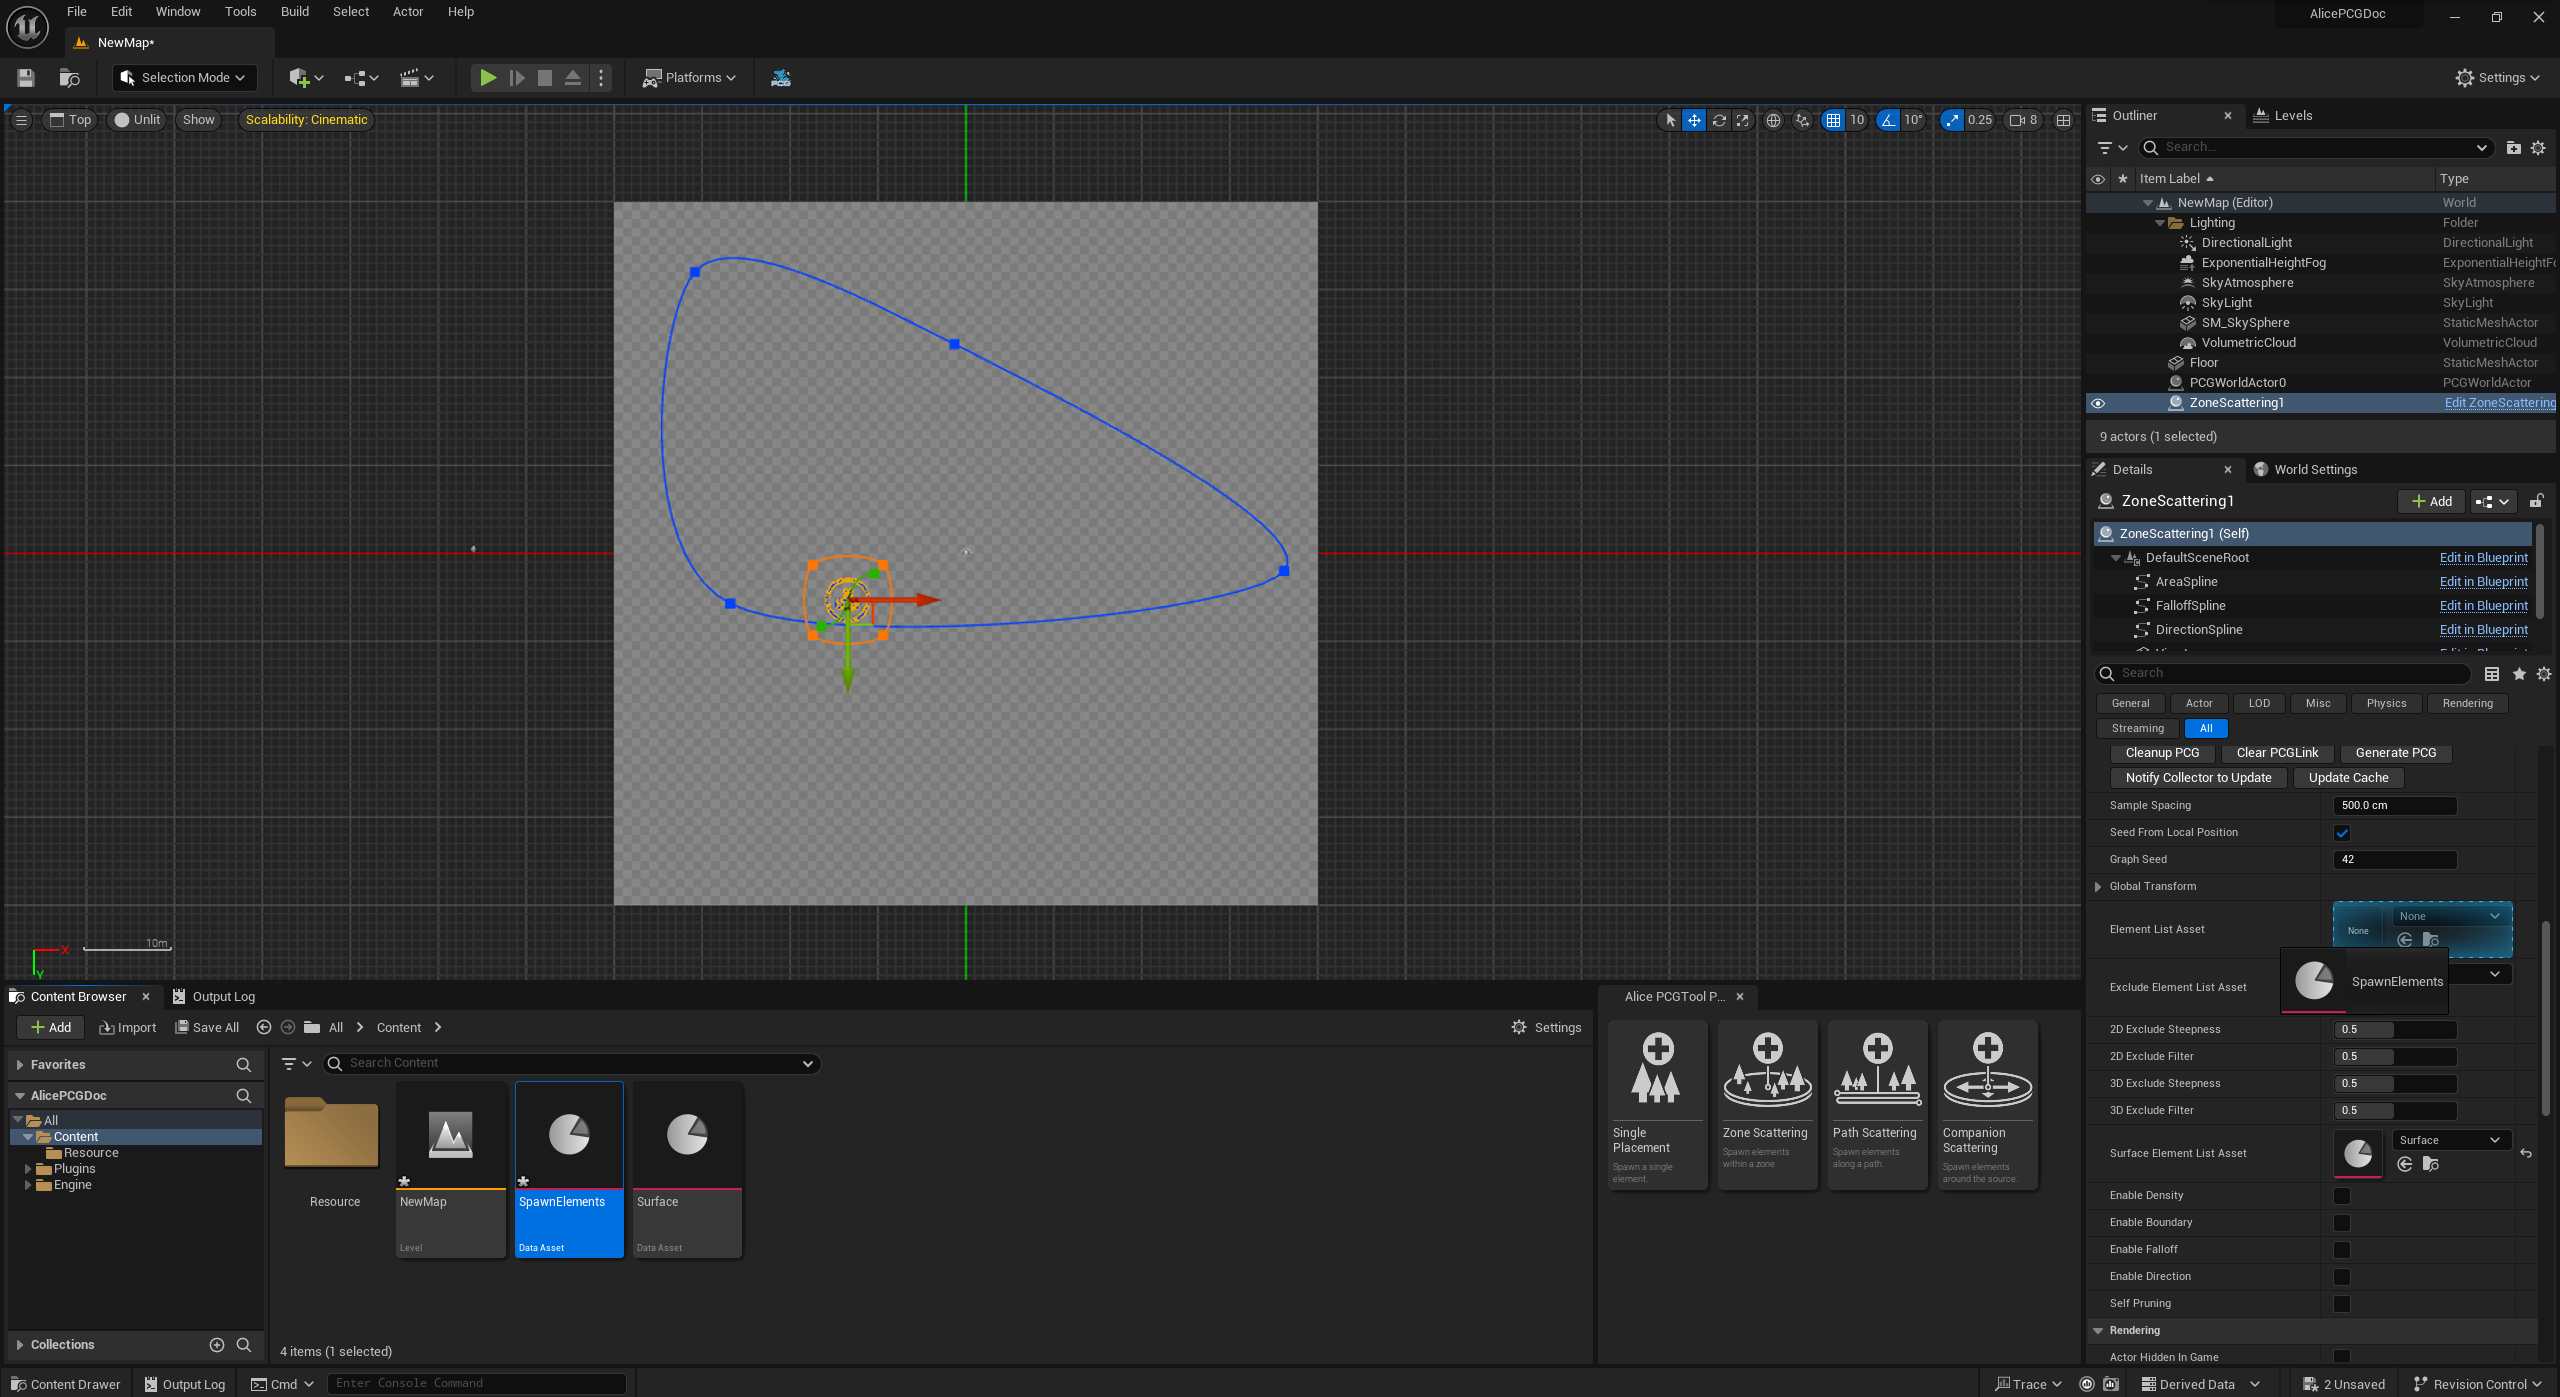 File Edit Window Tools Build Select Actor Help
AlicePCGDoc
NewMap*
Selection Mode
Platforms
Settings
Top Unlit Show Scalability: Cinematic
10 10° 0.25 8
10m
X
Y
Outliner Levels
Search...
Item Label Type
NewMap (Editor) World
Lighting Folder
DirectionalLight DirectionalLight
ExponentialHeightFog ExponentialHeightFo
SkyAtmosphere SkyAtmosphere
SkyLight SkyLight
SM_SkySphere StaticMeshActor
VolumetricCloud VolumetricCloud
Floor StaticMeshActor
PCGWorldActor0 PCGWorldActor
ZoneScattering1 Edit ZoneScattering
9 actors (1 selected)
Details World Settings
ZoneScattering1 Add
ZoneScattering1 (Self)
DefaultSceneRoot Edit in Blueprint
AreaSpline Edit in Blueprint
FalloffSpline Edit in Blueprint
DirectionSpline Edit in Blueprint
Search
General Actor LOD Misc Physics Rendering
Streaming All
Cleanup PCG Clear PCGLink Generate PCG
Notify Collector to Update Update Cache
Sample Spacing 500.0 cm
Seed From Local Position
Graph Seed 42
Global Transform
Element List Asset None None
SpawnElements
Exclude Element List Asset
2D Exclude Steepness 0.5
2D Exclude Filter 0.5
3D Exclude Steepness 0.5
3D Exclude Filter 0.5
Surface Element List Asset Surface
Enable Density
Enable Boundary
Enable Falloff
Enable Direction
Self Pruning
Rendering
Actor Hidden In Game
Content Browser Output Log
Add Import Save All All Content Settings
Favorites
AlicePCGDoc
All
Content
Resource
Plugins
Engine
Collections
Search Content
Resource
NewMap
Level
SpawnElements
Data Asset
Surface
Data Asset
4 items (1 selected)
Alice PCGTool P...
Single Placement
Spawn a single element.
Zone Scattering
Spawn elements within a zone.
Path Scattering
Spawn elements along a path.
Companion Scattering
Spawn elements around the source.
Content Drawer Output Log Cmd Enter Console Command
Trace Derived Data 2 Unsaved Revision Control